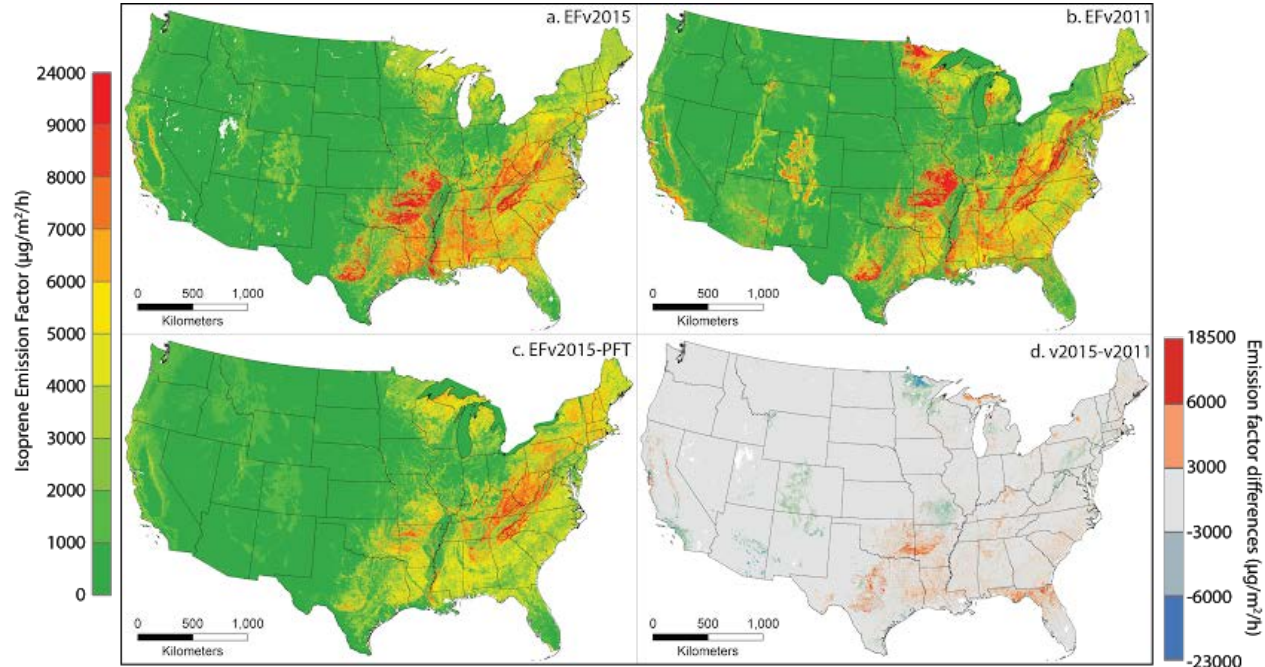 a. EFv2015
b. EFv2011
24000
9000
8000
7000
6000
5000
4000
3000
2000
1000
0
Isoprene Emission Factor (µg/m²/h)
0 500 1,000
Kilometers
0 500 1,000
Kilometers
c. EFv2015-PFT
d. v2015-v2011
0 500 1,000
Kilometers
0 500 1,000
Kilometers
18500
6000
3000
-3000
-6000
-23000
Emission factor differences (µg/m²/h)